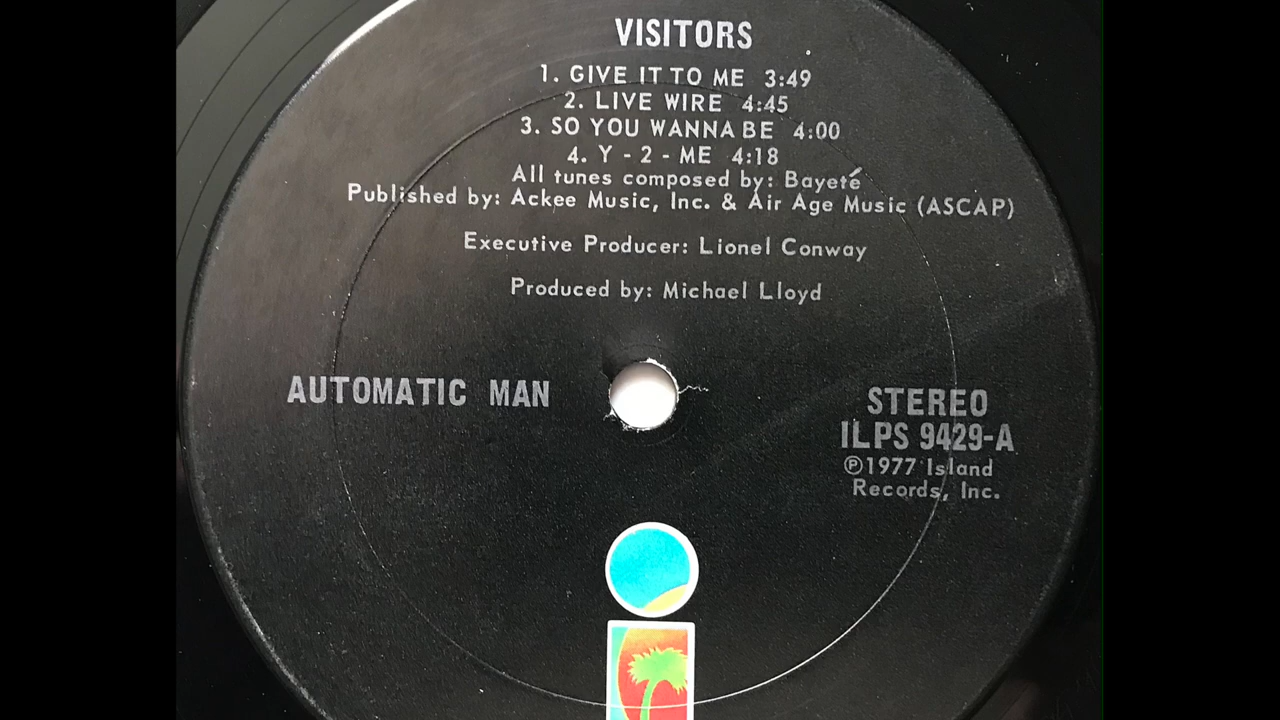 VISITORS
1. GIVE IT TO ME 3:49
2. LIVE WIRE 4:45
3. SO YOU WANNA BE 4:00
4. Y - 2 - ME 4:18
All tunes composed by: Bayeté
Published by: Ackee Music, Inc. & Air Age Music (ASCAP)
Executive Producer: Lionel Conway
Produced by: Michael Lloyd
AUTOMATIC MAN
STEREO
ILPS 9429-A
℗1977 Island
Records, Inc.